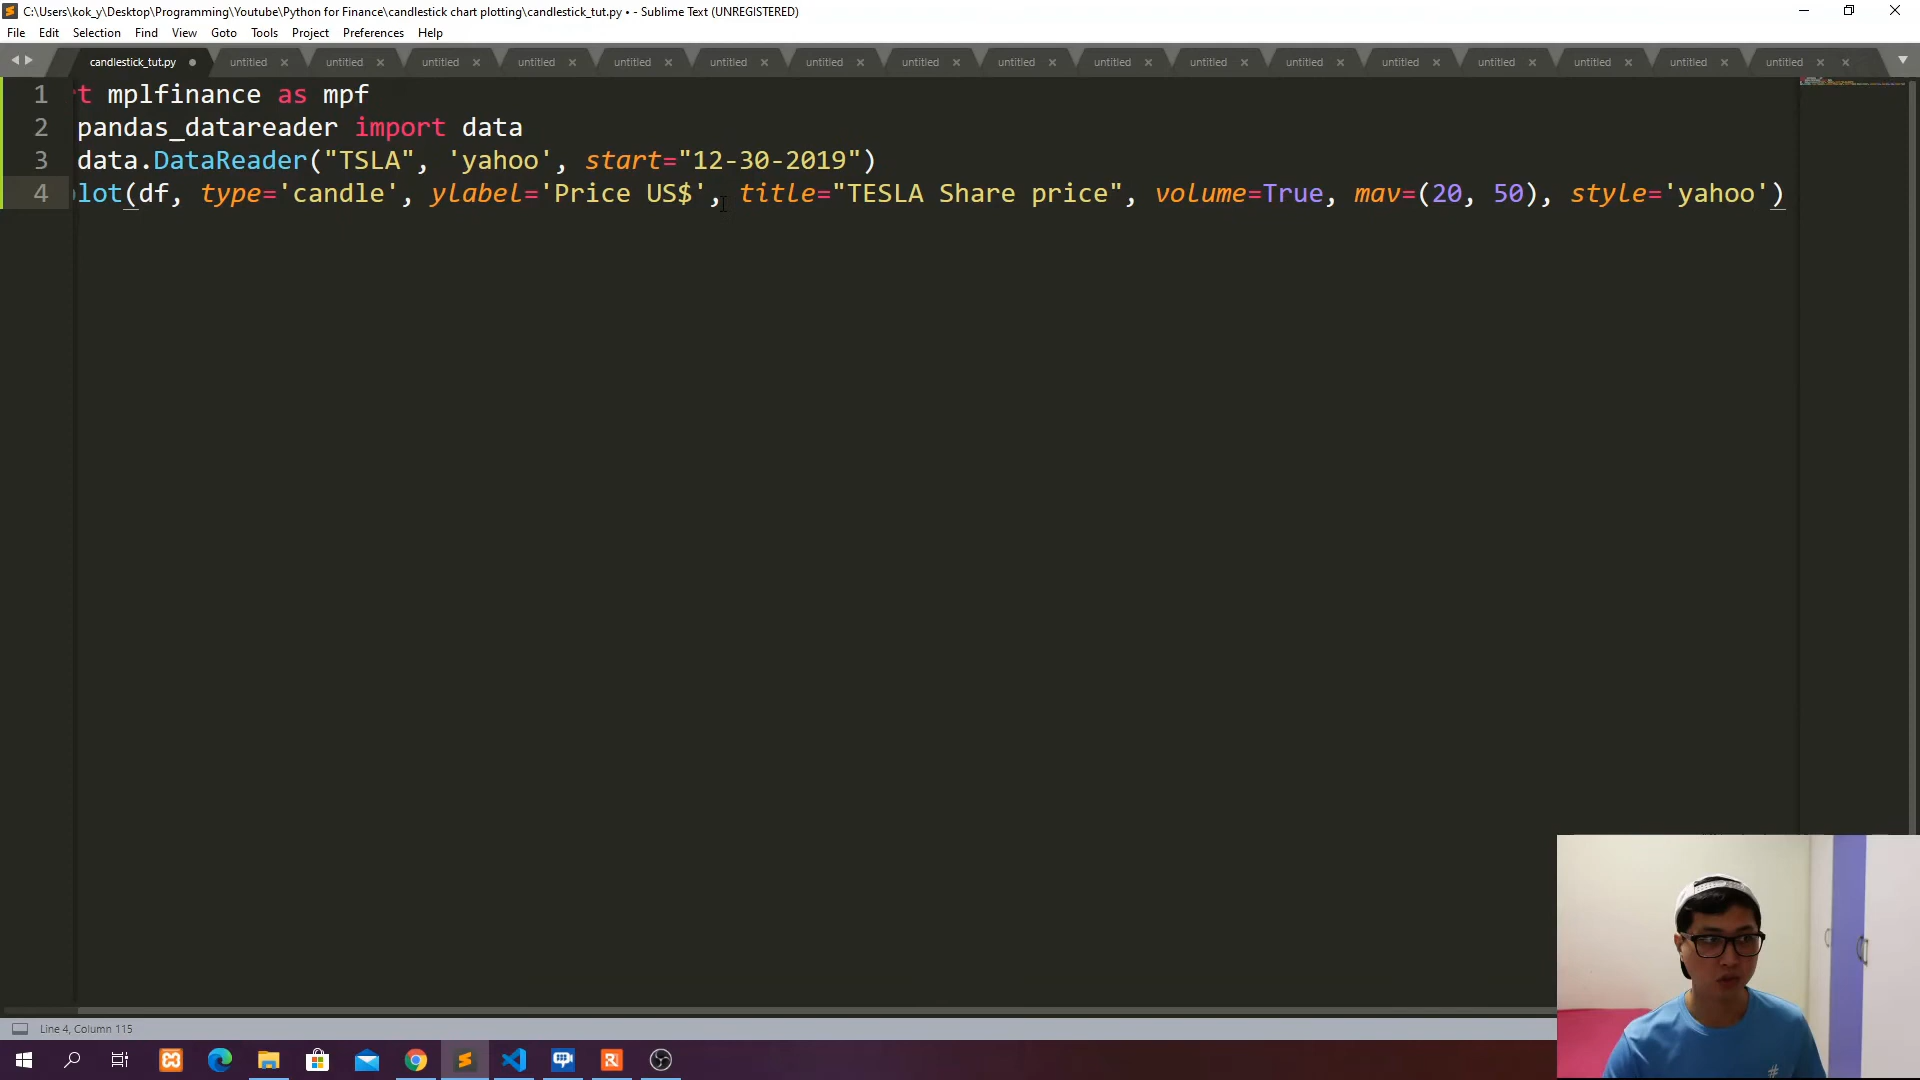 C:\Users\kok_y\Desktop\Programming\Youtube\Python for Finance\candlestick chart plotting\candlestick_tut.py • - Sublime Text (UNREGISTERED)
File Edit Selection Find View Goto Tools Project Preferences Help
candlestick_tut.py untitled untitled untitled untitled untitled untitled untitled untitled untitled untitled untitled untitled untitled untitled untitled untitled untitled
1 rt mplfinance as mpf
2 pandas_datareader import data
3 data.DataReader("TSLA", 'yahoo', start="12-30-2019")
4 plot(df, type='candle', ylabel='Price US$', title="TESLA Share price", volume=True, mav=(20, 50), style='yahoo')
Line 4, Column 115